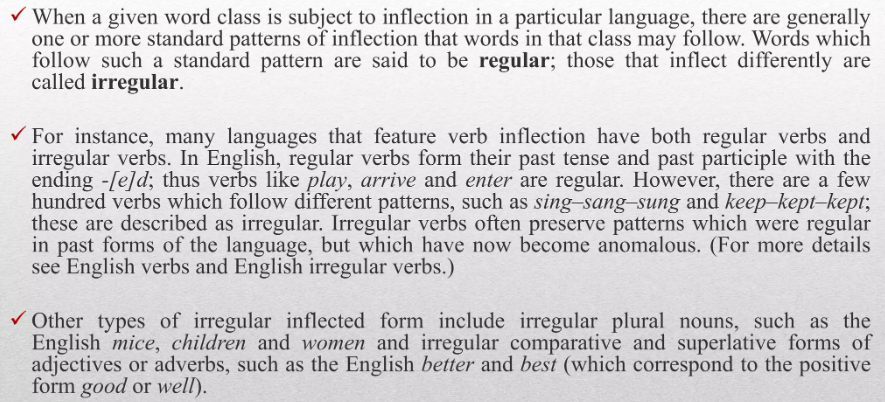 ✓ When a given word class is subject to inflection in a particular language, there are generally
one or more standard patterns of inflection that words in that class may follow. Words which
follow such a standard pattern are said to be regular; those that inflect differently are
called irregular.
✓ For instance, many languages that feature verb inflection have both regular verbs and
irregular verbs. In English, regular verbs form their past tense and past participle with the
ending -[e]d; thus verbs like play, arrive and enter are regular. However, there are a few
hundred verbs which follow different patterns, such as sing–sang–sung and keep–kept–kept;
these are described as irregular. Irregular verbs often preserve patterns which were regular
in past forms of the language, but which have now become anomalous. (For more details
see English verbs and English irregular verbs.)
✓ Other types of irregular inflected form include irregular plural nouns, such as the
English mice, children and women and irregular comparative and superlative forms of
adjectives or adverbs, such as the English better and best (which correspond to the positive
form good or well).